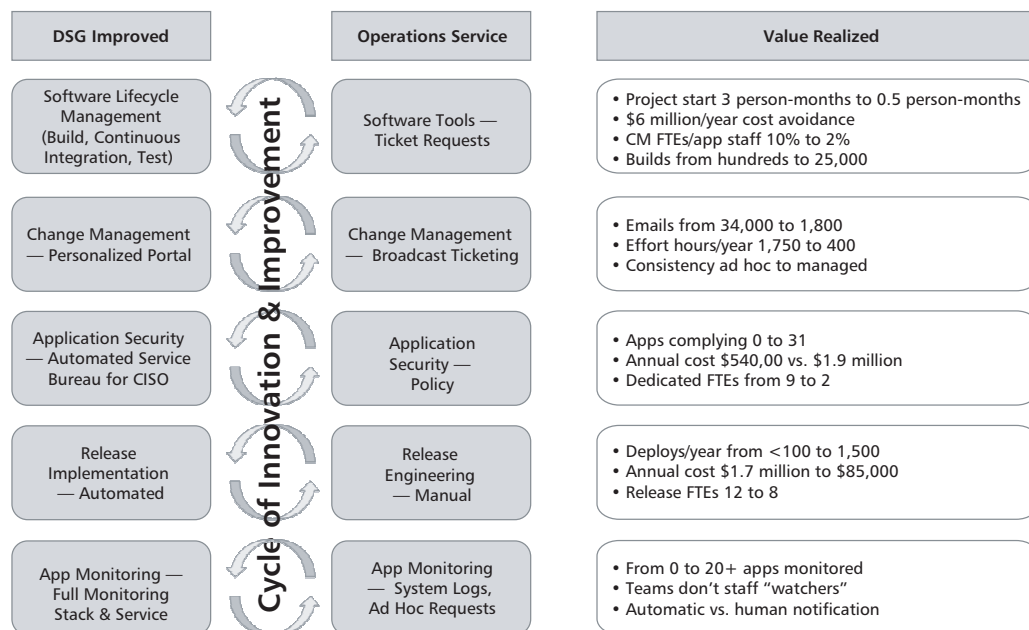 DSG Improved
Operations Service
Value Realized
Cycle of Innovation & Improvement
Software Lifecycle
Management
(Build, Continuous
Integration, Test)
Software Tools —
Ticket Requests
• Project start 3 person-months to 0.5 person-months
• $6 million/year cost avoidance
• CM FTEs/app staff 10% to 2%
• Builds from hundreds to 25,000
Change Management
— Personalized Portal
Change Management
— Broadcast Ticketing
• Emails from 34,000 to 1,800
• Effort hours/year 1,750 to 400
• Consistency ad hoc to managed
Application Security
— Automated Service
Bureau for CISO
Application
Security —
Policy
• Apps complying 0 to 31
• Annual cost $540,00 vs. $1.9 million
• Dedicated FTEs from 9 to 2
Release
Implementation
— Automated
Release
Engineering
— Manual
• Deploys/year from <100 to 1,500
• Annual cost $1.7 million to $85,000
• Release FTEs 12 to 8
App Monitoring —
Full Monitoring
Stack & Service
App Monitoring
— System Logs,
Ad Hoc Requests
• From 0 to 20+ apps monitored
• Teams don’t staff “watchers”
• Automatic vs. human notification